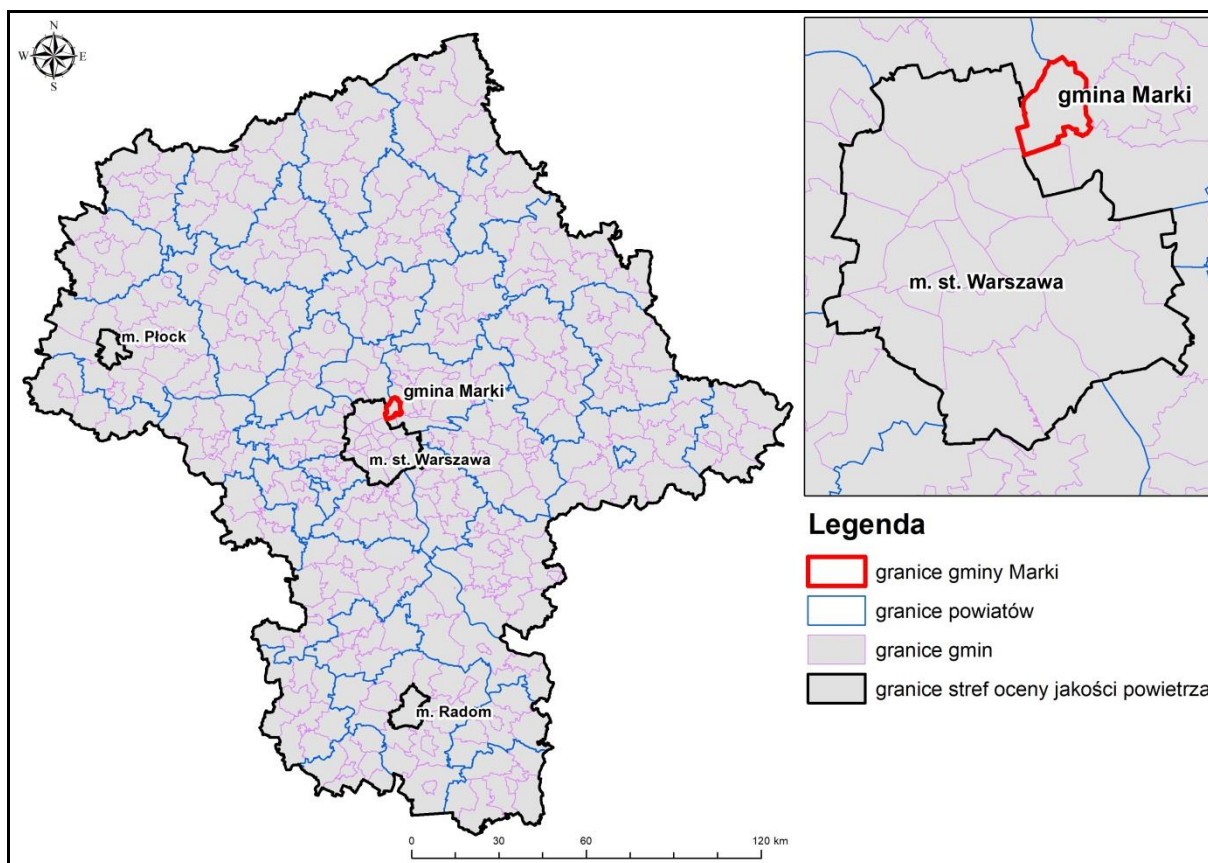 N
W E
S
gmina Marki
m. st. Warszawa
m. Płock
gmina Marki
m. st. Warszawa
m. Radom
Legenda
granice gminy Marki
granice powiatów
granice gmin
granice stref oceny jakości powietrza
0 30 60 120 km